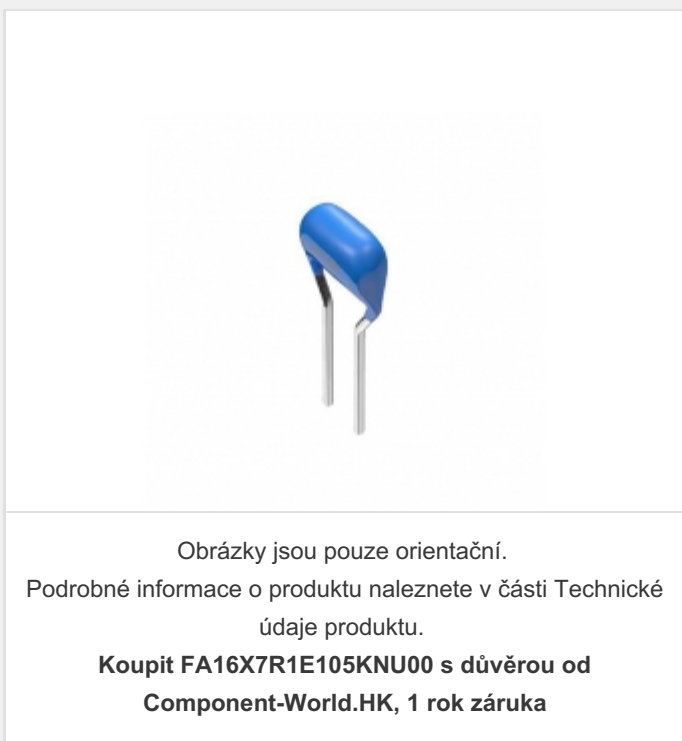 Obrázky jsou pouze orientační.
Podrobné informace o produktu naleznete v části Technické
údaje produktu.
Koupit FA16X7R1E105KNU00 s důvěrou od
Component-World.HK, 1 rok záruka